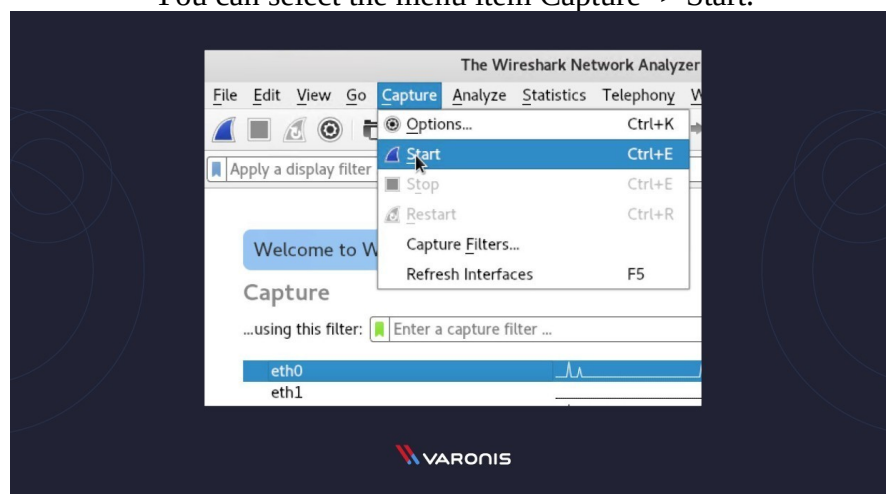 You can select the menu item Capture -> Start.
The Wireshark Network Analyzer
File Edit View Go Capture Analyze Statistics Telephony W
Options... Ctrl+K
Start Ctrl+E
Apply a display filter
Stop Ctrl+E
Restart Ctrl+R
Capture Filters...
Welcome to W
Refresh Interfaces F5
Capture
...using this filter: Enter a capture filter ...
eth0
eth1
VARONIS